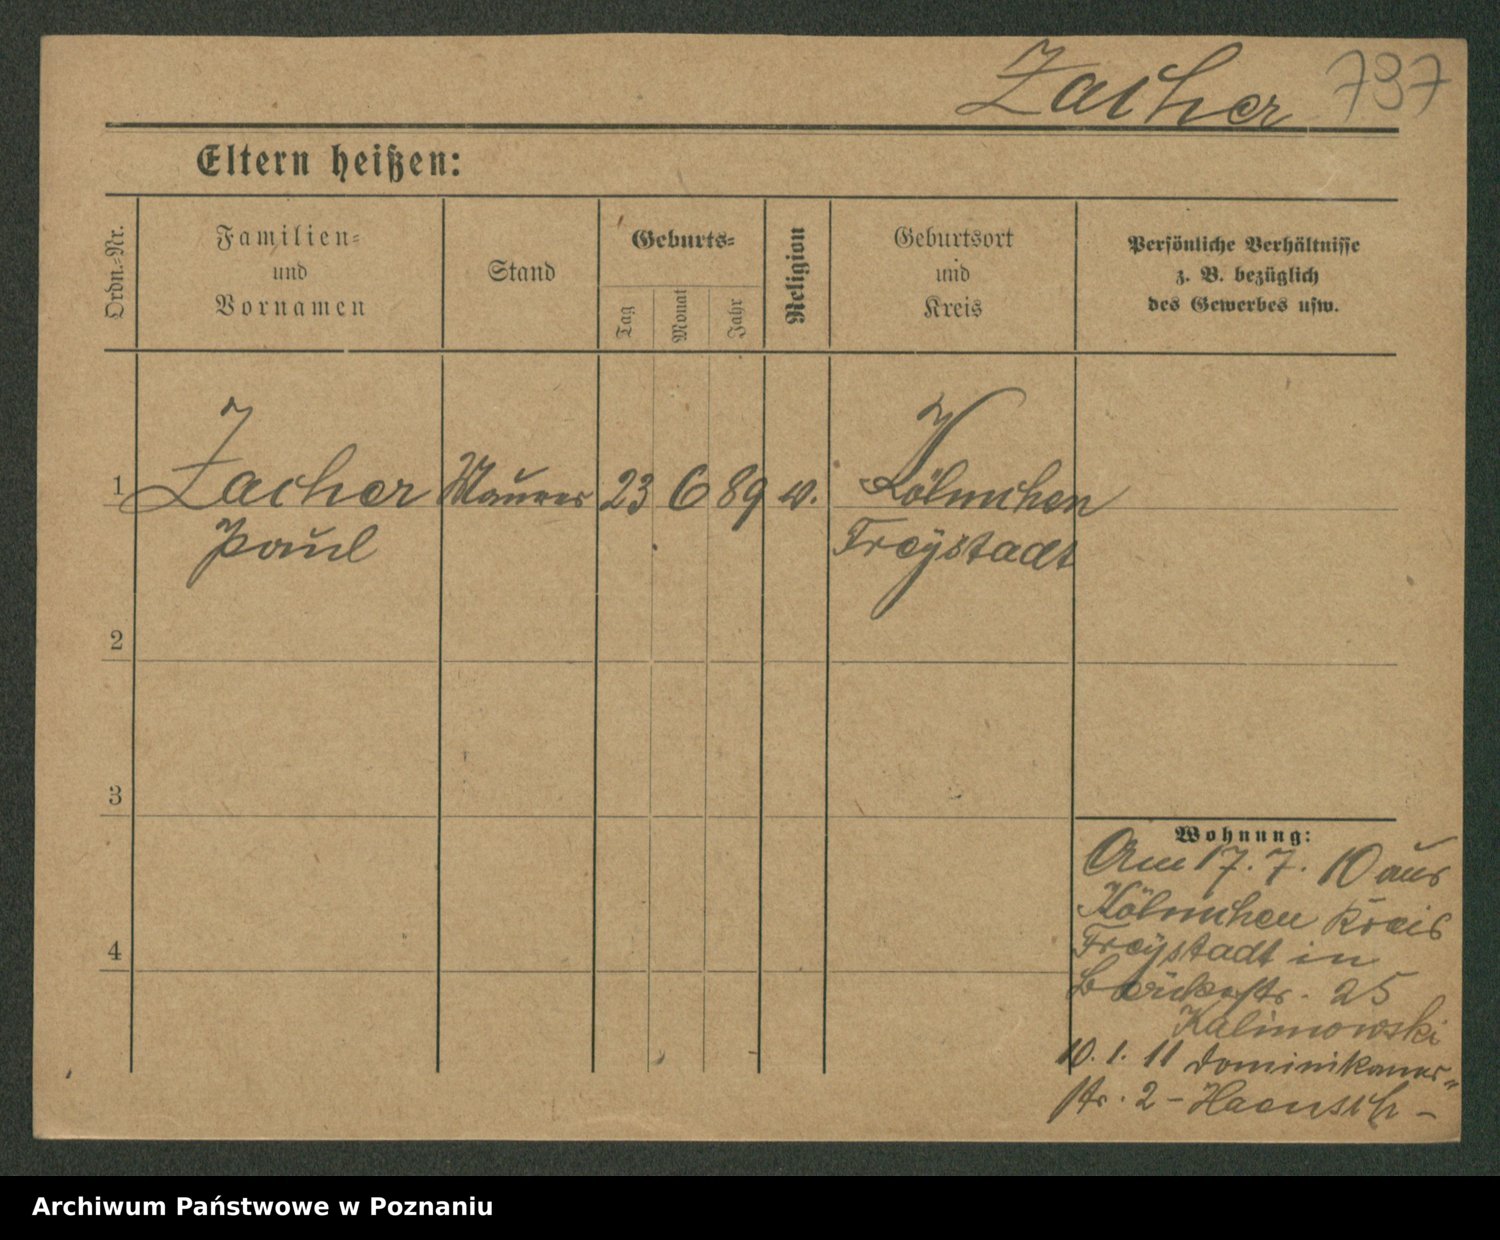 Zacher 737
Eltern heißen:
Ordn.-Nr.
Familien-
und
Vornamen
Stand
Geburts-
Tag
Monat
Jahr
Religion
Geburtsort
und
Kreis
Persönliche Verhältnisse
z. B. bezüglich
des Gewerbes usw.
1 Zacher Maurer 23 6 89 Kölmchen
Paul Freystadt
2
3
4
Wohnung:
Am 17. 7. 10 aus
Kölmchen Kreis
Freystadt in
Bäckerstr. 25
Kalinowski
10. 1. 11 Dominikaner-
str. 2 - Haensch -
Archiwum Państwowe w Poznaniu